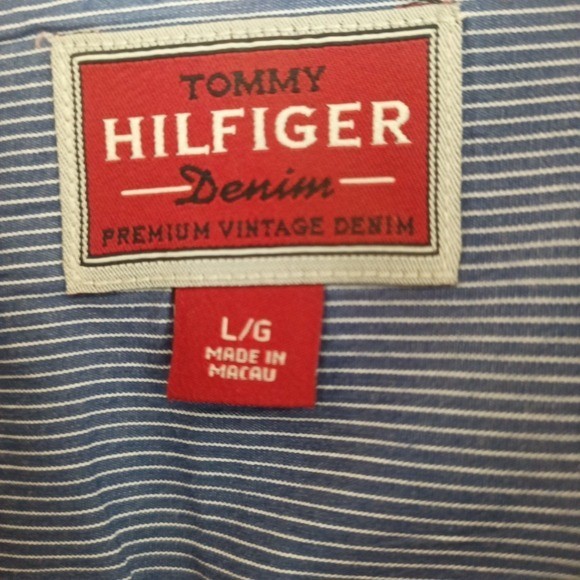 TOMMY
HILFIGER
Denim
PREMIUM VINTAGE DENIM
L/G
MADE IN
MACAU